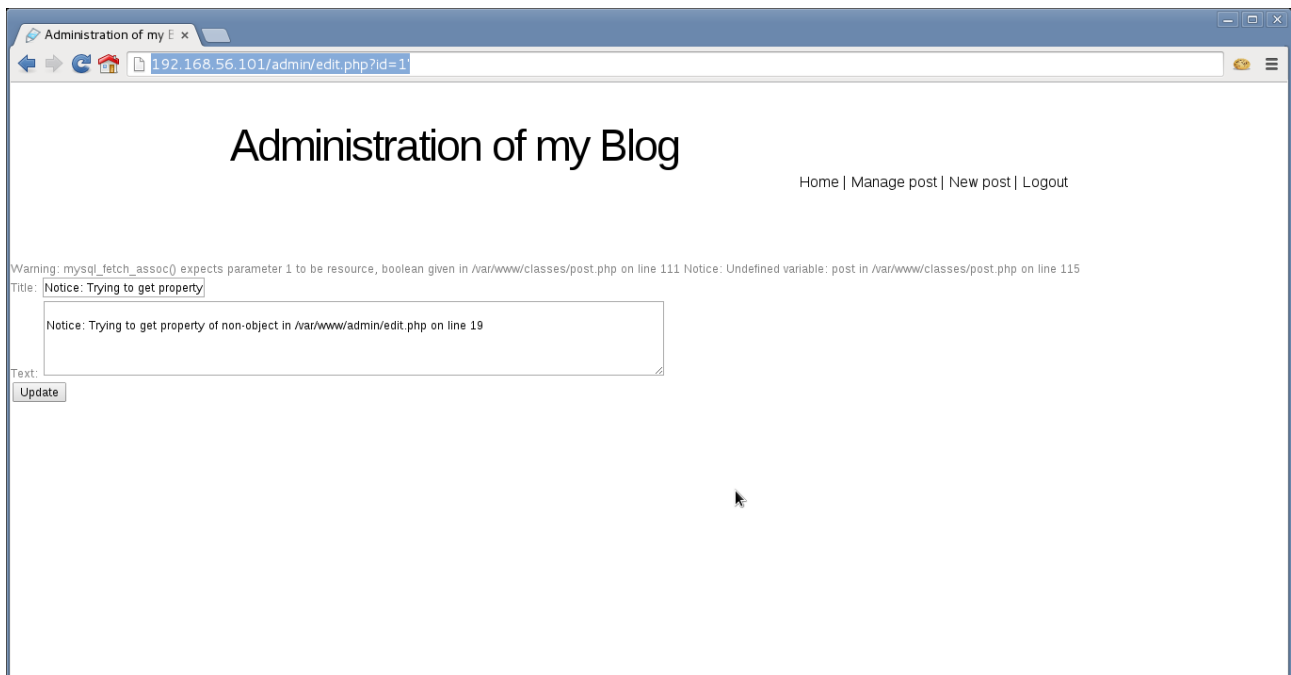 Administration of my B
192.168.56.101/admin/edit.php?id=1'
Administration of my Blog
Home | Manage post | New post | Logout
Warning: mysql_fetch_assoc() expects parameter 1 to be resource, boolean given in /var/www/classes/post.php on line 111 Notice: Undefined variable: post in /var/www/classes/post.php on line 115
Title: Notice: Trying to get property
Notice: Trying to get property of non-object in /var/www/admin/edit.php on line 19
Text:
Update